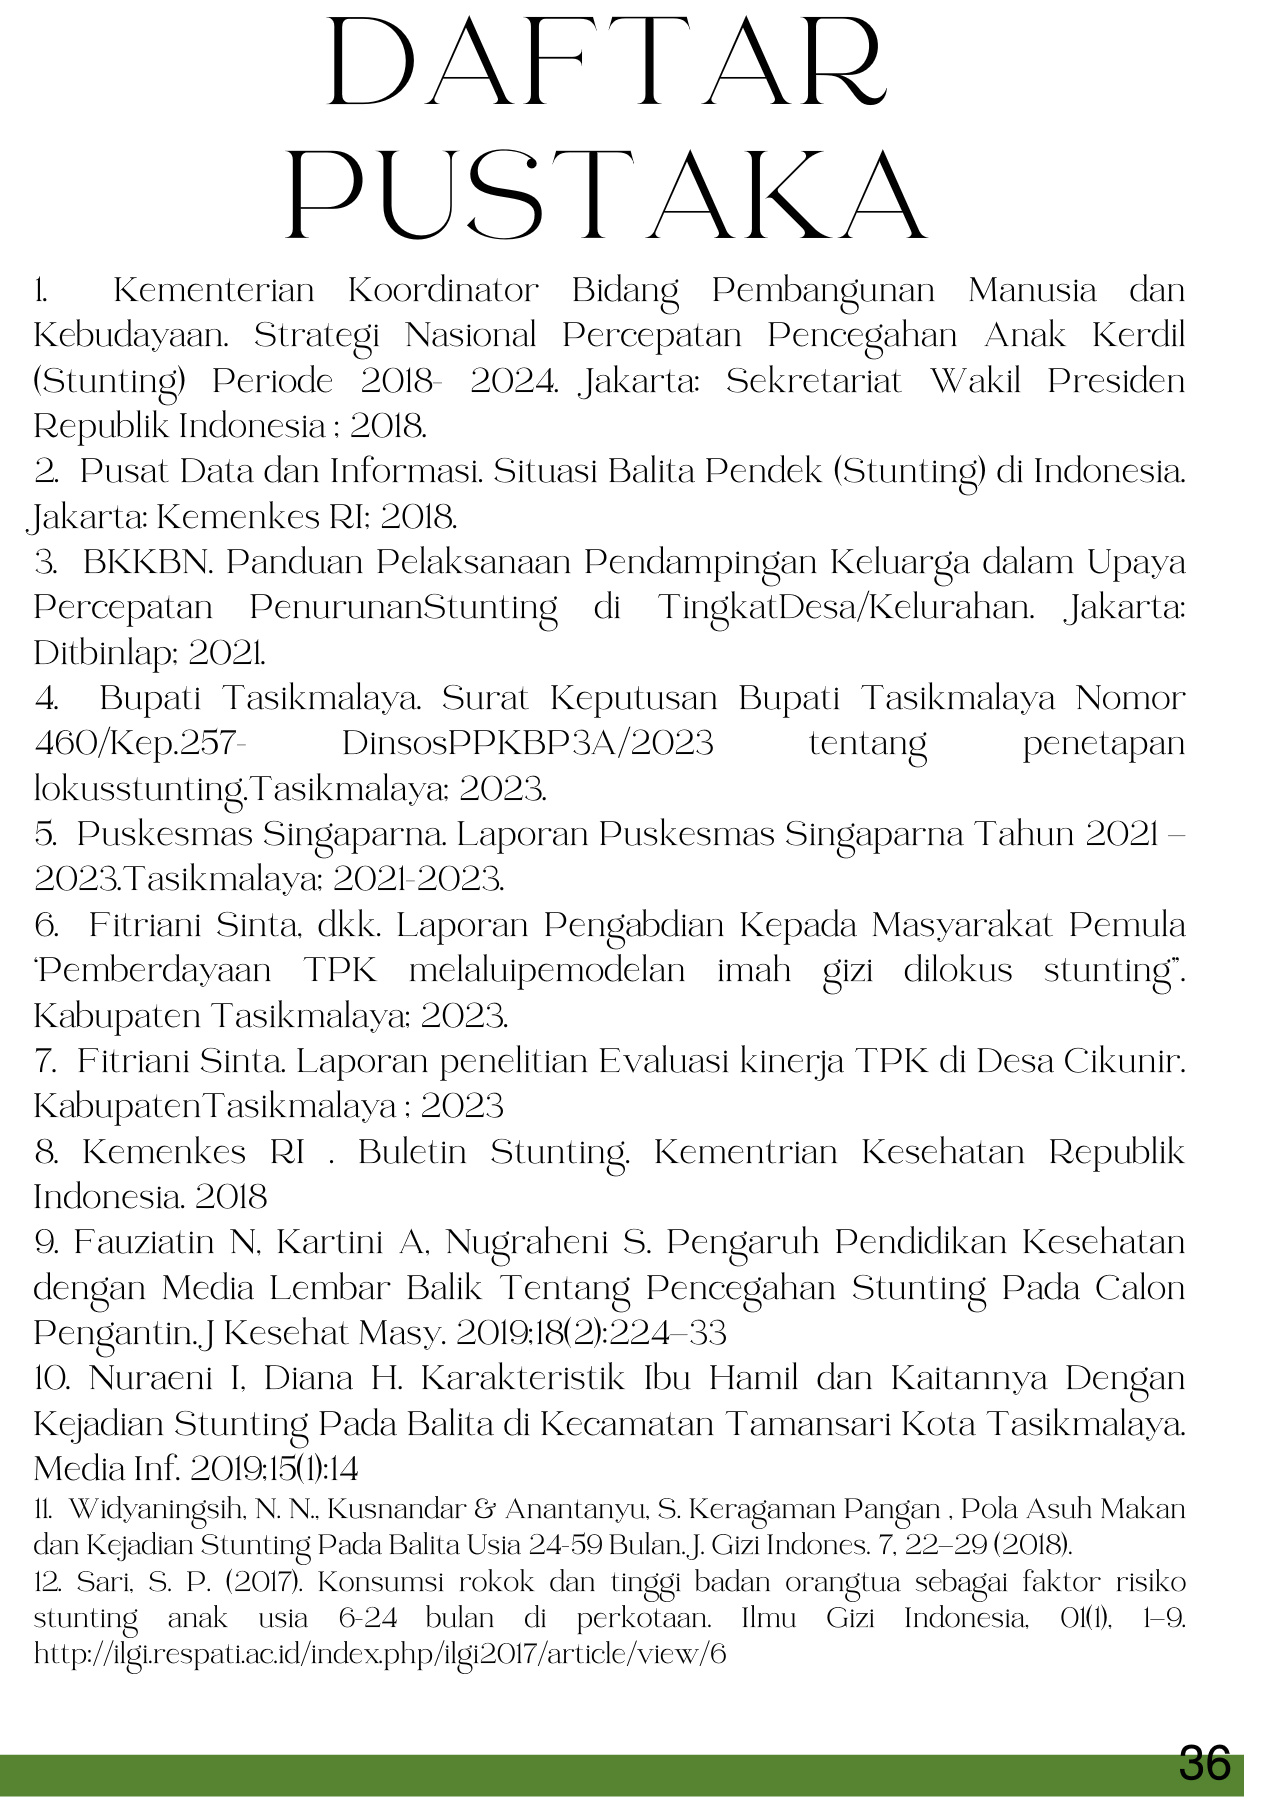 DAFTAR
PUSTAKA
1. Kementerian Koordinator Bidang Pembangunan Manusia dan
Kebudayaan. Strategi Nasional Percepatan Pencegahan Anak Kerdil
(Stunting) Periode 2018- 2024. Jakarta: Sekretariat Wakil Presiden
Republik Indonesia ; 2018.
2. Pusat Data dan Informasi. Situasi Balita Pendek (Stunting) di Indonesia.
Jakarta: Kemenkes RI; 2018.
3. BKKBN. Panduan Pelaksanaan Pendampingan Keluarga dalam Upaya
Percepatan PenurunanStunting di TingkatDesa/Kelurahan. Jakarta:
Ditbinlap; 2021.
4. Bupati Tasikmalaya. Surat Keputusan Bupati Tasikmalaya Nomor
460/Kep.257- DinsosPPKBP3A/2023 tentang penetapan
lokusstunting.Tasikmalaya; 2023.
5. Puskesmas Singaparna. Laporan Puskesmas Singaparna Tahun 2021 –
2023.Tasikmalaya; 2021-2023.
6. Fitriani Sinta, dkk. Laporan Pengabdian Kepada Masyarakat Pemula
“Pemberdayaan TPK melaluipemodelan imah gizi dilokus stunting”.
Kabupaten Tasikmalaya; 2023.
7. Fitriani Sinta. Laporan penelitian Evaluasi kinerja TPK di Desa Cikunir.
KabupatenTasikmalaya ; 2023
8. Kemenkes RI . Buletin Stunting. Kementrian Kesehatan Republik
Indonesia. 2018
9. Fauziatin N, Kartini A, Nugraheni S. Pengaruh Pendidikan Kesehatan
dengan Media Lembar Balik Tentang Pencegahan Stunting Pada Calon
Pengantin.J Kesehat Masy. 2019;18(2):224–33
10. Nuraeni I, Diana H. Karakteristik Ibu Hamil dan Kaitannya Dengan
Kejadian Stunting Pada Balita di Kecamatan Tamansari Kota Tasikmalaya.
Media Inf. 2019;15(1):14
11. Widyaningsih, N. N., Kusnandar & Anantanyu, S. Keragaman Pangan , Pola Asuh Makan
dan Kejadian Stunting Pada Balita Usia 24-59 Bulan.J. Gizi Indones. 7, 22–29 (2018).
12. Sari, S. P. (2017). Konsumsi rokok dan tinggi badan orangtua sebagai faktor risiko
stunting anak usia 6-24 bulan di perkotaan. Ilmu Gizi Indonesia, 01(1), 1–9.
http://ilgi.respati.ac.id/index.php/ilgi2017/article/view/6
36